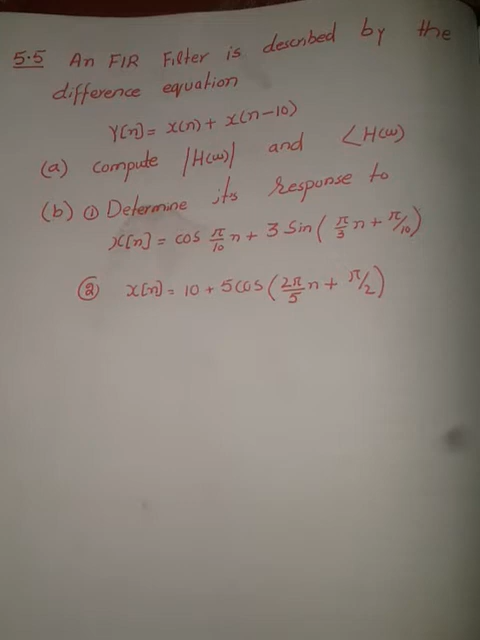 5.5 An FIR Filter is described by the
difference equation
Y[n] = x(n) + x(n-10)
(a) compute |H(ω)| and ∠H(ω)
(b) ① Determine its Response to
x[n] = cos π/10 n + 3 Sin(π/3 n + π/10)
② x[n] = 10 + 5cos(2π/5 n + π/2)